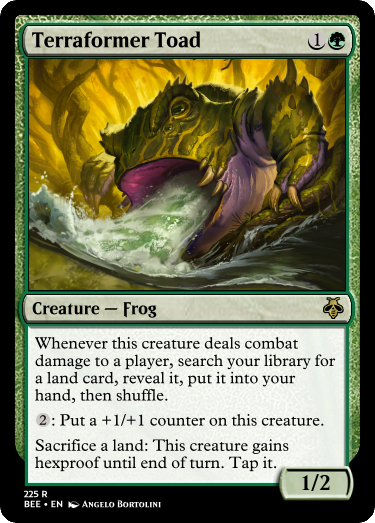 Terraformer Toad 1
Creature — Frog
Whenever this creature deals combat
damage to a player, search your library for
a land card, reveal it, put it into your
hand, then shuffle.
2: Put a +1/+1 counter on this creature.
Sacrifice a land: This creature gains
hexproof until end of turn. Tap it.
1/2
225 R
BEE • EN Angelo Bortolini